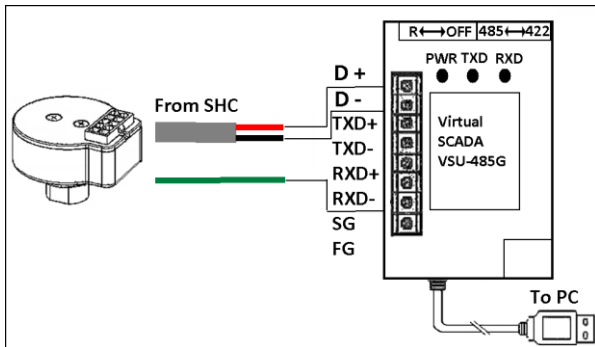 R↔OFF 485↔422
PWR TXD RXD
From SHC
D +
D -
TXD+
TXD-
RXD+
RXD-
SG
FG
Virtual
SCADA
VSU-485G
To PC